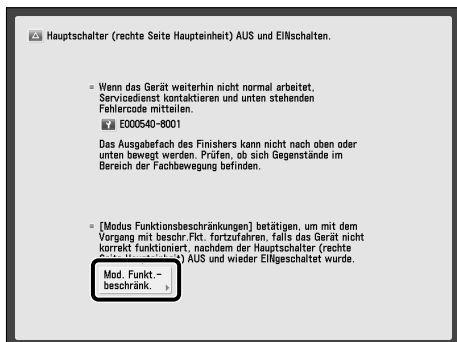 Hauptschalter (rechte Seite Haupteinheit) AUS und EINschalten.
Wenn das Gerät weiterhin nicht normal arbeitet,
Servicedienst kontaktieren und unten stehenden
Fehlercode mitteilen.
E000540-8001
Das Ausgabefach des Finishers kann nicht nach oben oder
unten bewegt werden. Prüfen, ob sich Gegenstände im
Bereich der Fachbewegung befinden.
[Modus Funktionsbeschränkungen] betätigen, um mit dem
Vorgang mit beschr.Fkt. fortzufahren, falls das Gerät nicht
korrekt funktioniert, nachdem der Hauptschalter (rechte
AUS und wieder EINgeschaltet wurde.
Mod. Funkt.-
beschränk.